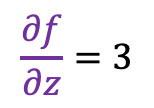 ∂f/∂z = 3